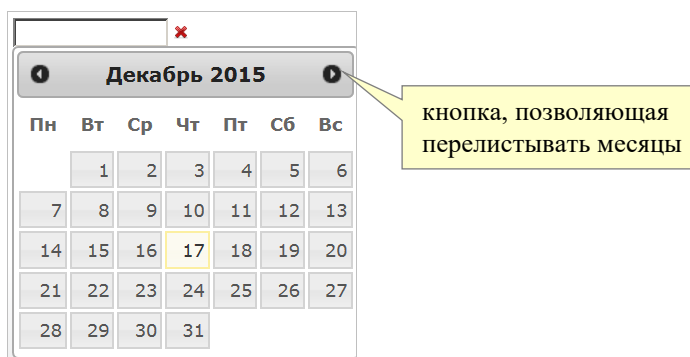 Декабрь 2015
кнопка, позволяющая
перелистывать месяцы
Пн Вт Ср Чт Пт Сб Вс
1 2 3 4 5 6
7 8 9 10 11 12 13
14 15 16 17 18 19 20
21 22 23 24 25 26 27
28 29 30 31